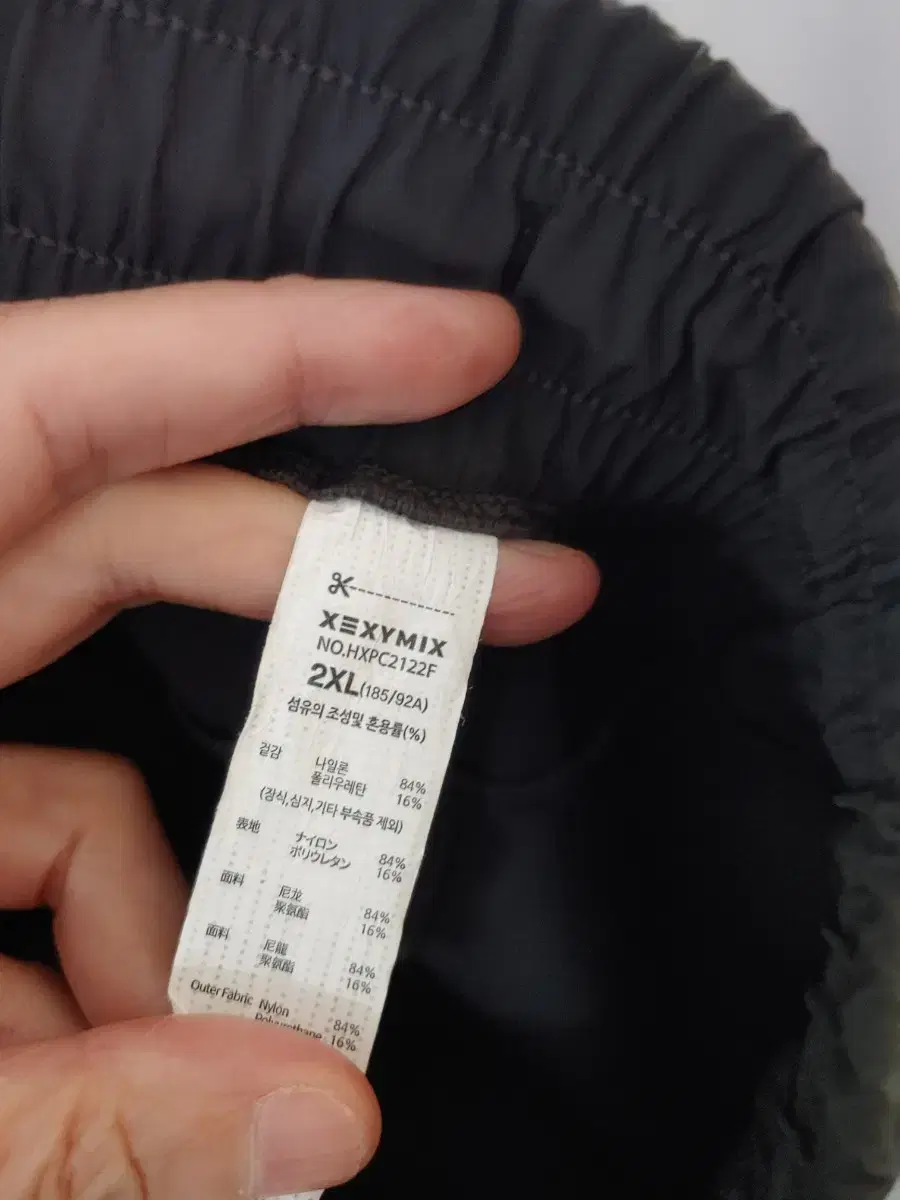 XEXYMIX
NO.HXPC2122F
2XL(185/92A)
섬유의 조성및 혼용률(%)
겉감 나일론 84%
폴리우레탄 16%
(장식,심지,기타 부속품 제외)
表地 ナイロン 84%
ポリウレタン 16%
面料 尼龙 84%
聚氨酯 16%
面料 尼龍 84%
聚氨酯 16%
Outer Fabric Nylon 84%
Polyurethane 16%